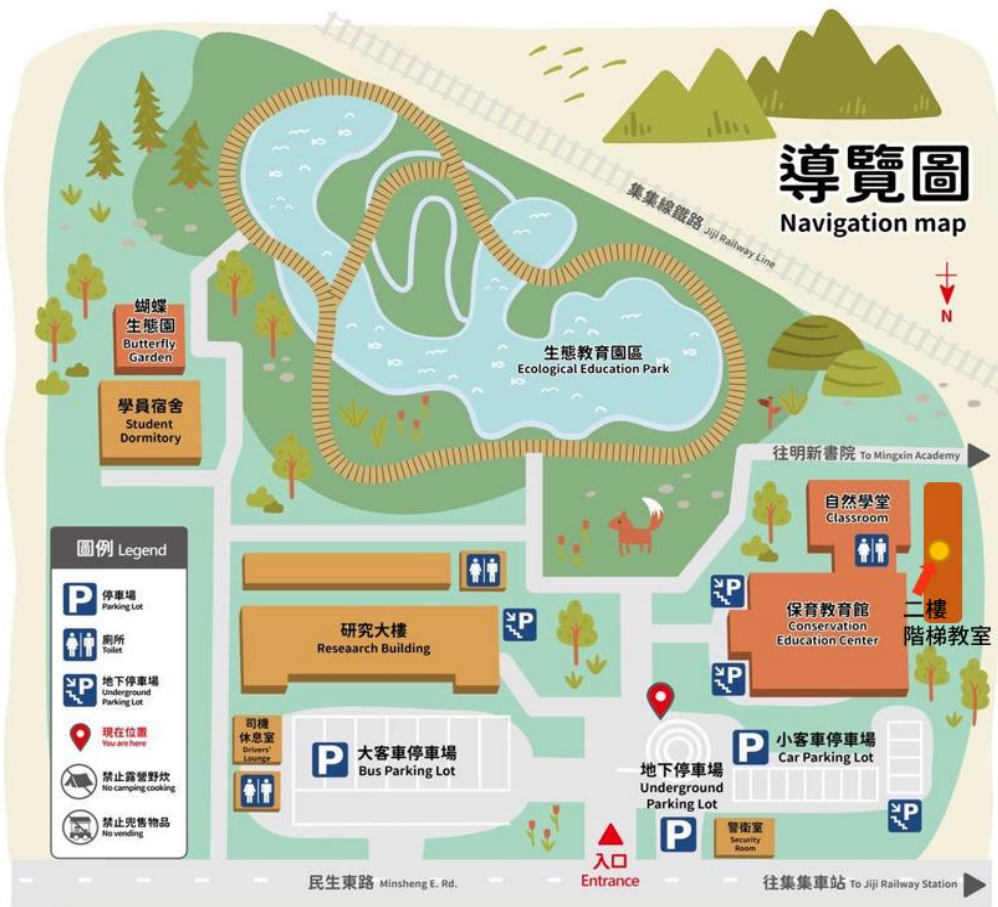 導覽圖
Navigation map
N
集集線鐵路 Jiji Railway Line
蝴蝶
生態園
Butterfly
Garden
學員宿舍
Student
Dormitory
生態教育園區
Ecological Education Park
往明新書院 To Mingxin Academy
自然學堂
Classroom
保育教育館
Conservation
Education Center
二樓
階梯教室
圖例 Legend
P 停車場
Parking Lot
廁所
Toilet
P 地下停車場
Underground
Parking Lot
現在位置
You are here
禁止露營野炊
No camping cooking
禁止兜售物品
No vending
研究大樓
Reseaarch Building
P
P
P
司機
休息室
Drivers'
Lounge
P 大客車停車場
Bus Parking Lot
地下停車場
Underground
Parking Lot
P
P 小客車停車場
Car Parking Lot
P
警衛室
Security
Room
入口
Entrance
民生東路 Minsheng E. Rd.
往集集車站 To Jiji Railway Station